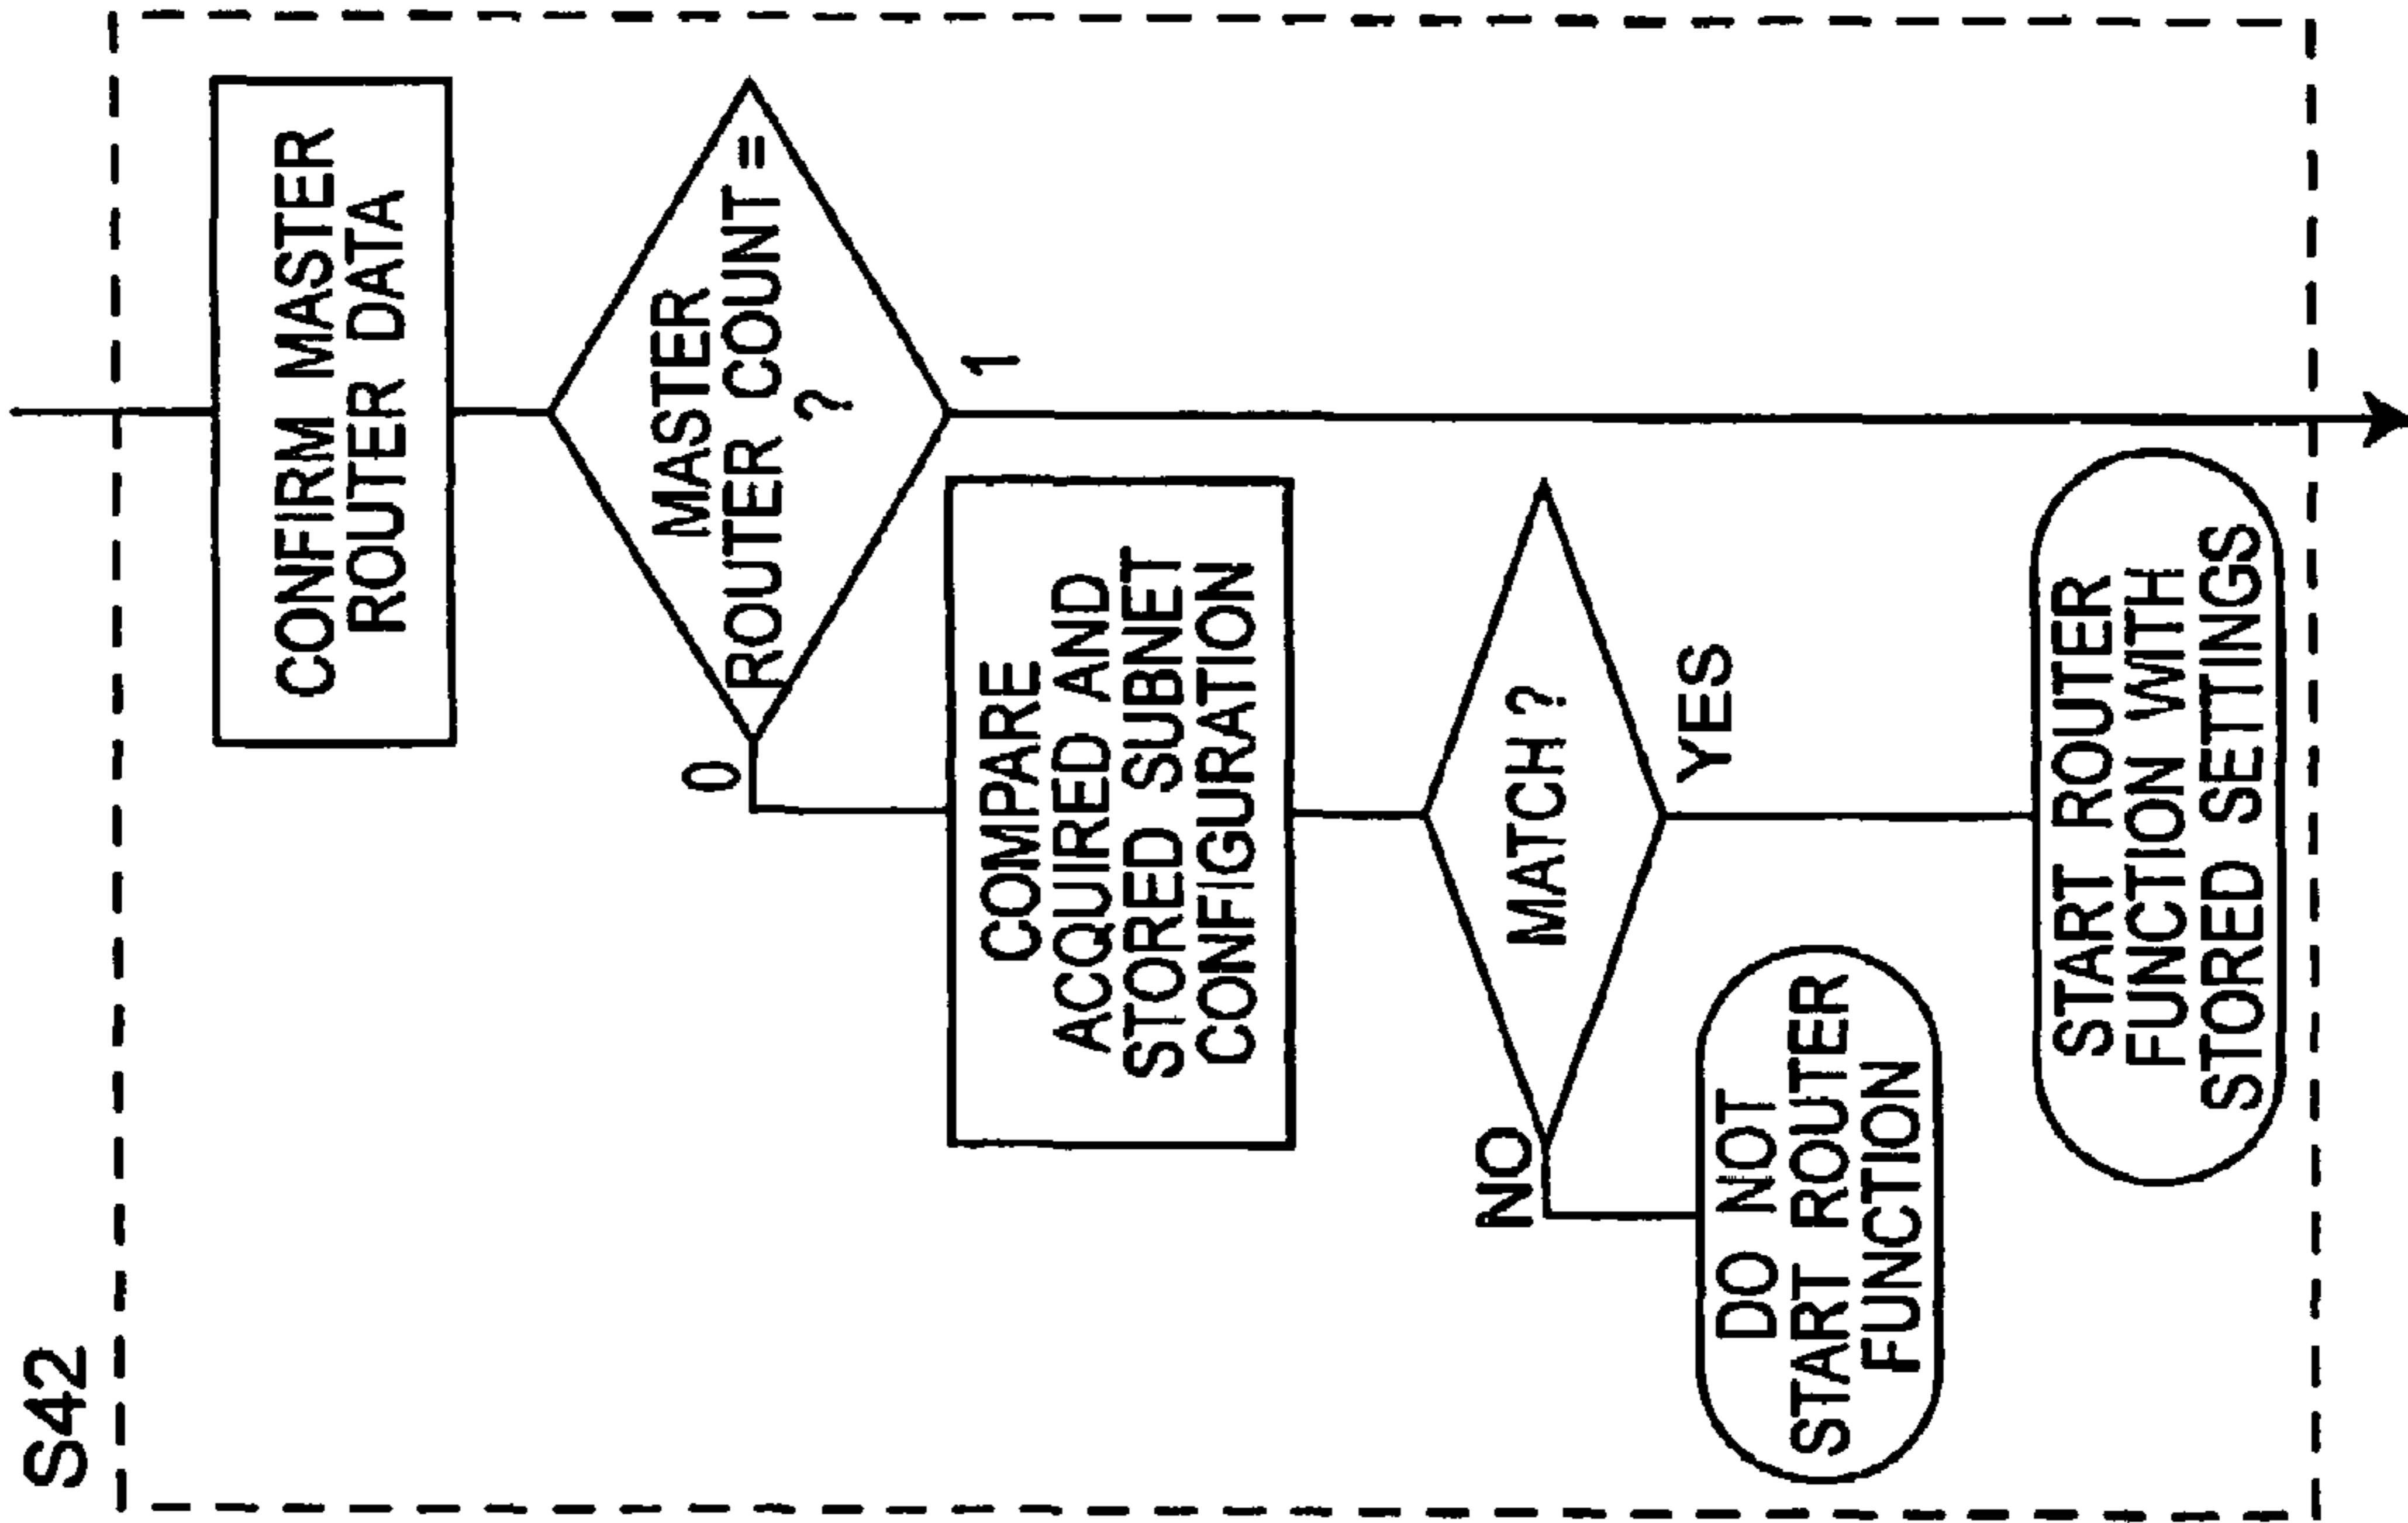 S42
CONFIRM MASTER
ROUTER DATA
MASTER
ROUTER COUNT =
?
0
1
COMPARE
ACQUIRED AND
STORED SUBNET
CONFIGURATION
MATCH ?
NO
YES
DO NOT
START ROUTER
FUNCTION
START ROUTER
FUNCTION WITH
STORED SETTINGS